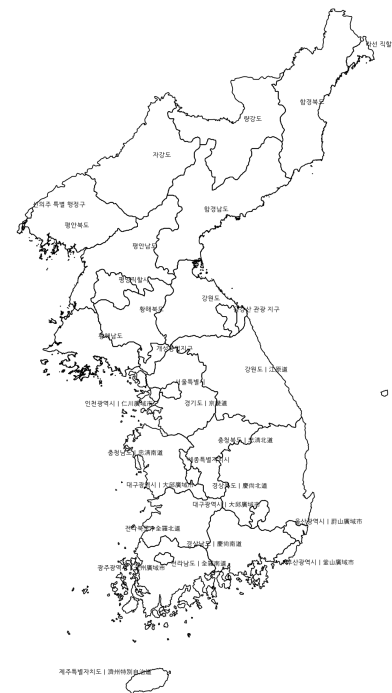 라선 직할
함경북도
량강도
자강도
신의주 특별 행정구
함경남도
평안북도
평안남도
평양직할시
강원도
황해북도
금강산 관광 지구
황해남도
개성공업지구
강원도 | 江原道
서울특별시
인천광역시 | 仁川廣域市
경기도 | 京畿道
충청북도 | 忠淸北道
충청남도 | 忠淸南道
세종특별자치시
대구광역시 | 大邱廣域市
경상북도 | 慶尚北道
대구광역시 | 大邱廣域市
울산광역시 | 蔚山廣域市
전라북도 | 全羅北道
경상남도 | 慶尚南道
광주광역시 | 光州廣域市
전라남도 | 全羅南道
부산광역시 | 釜山廣域市
제주특별자치도 | 濟州特別自治道